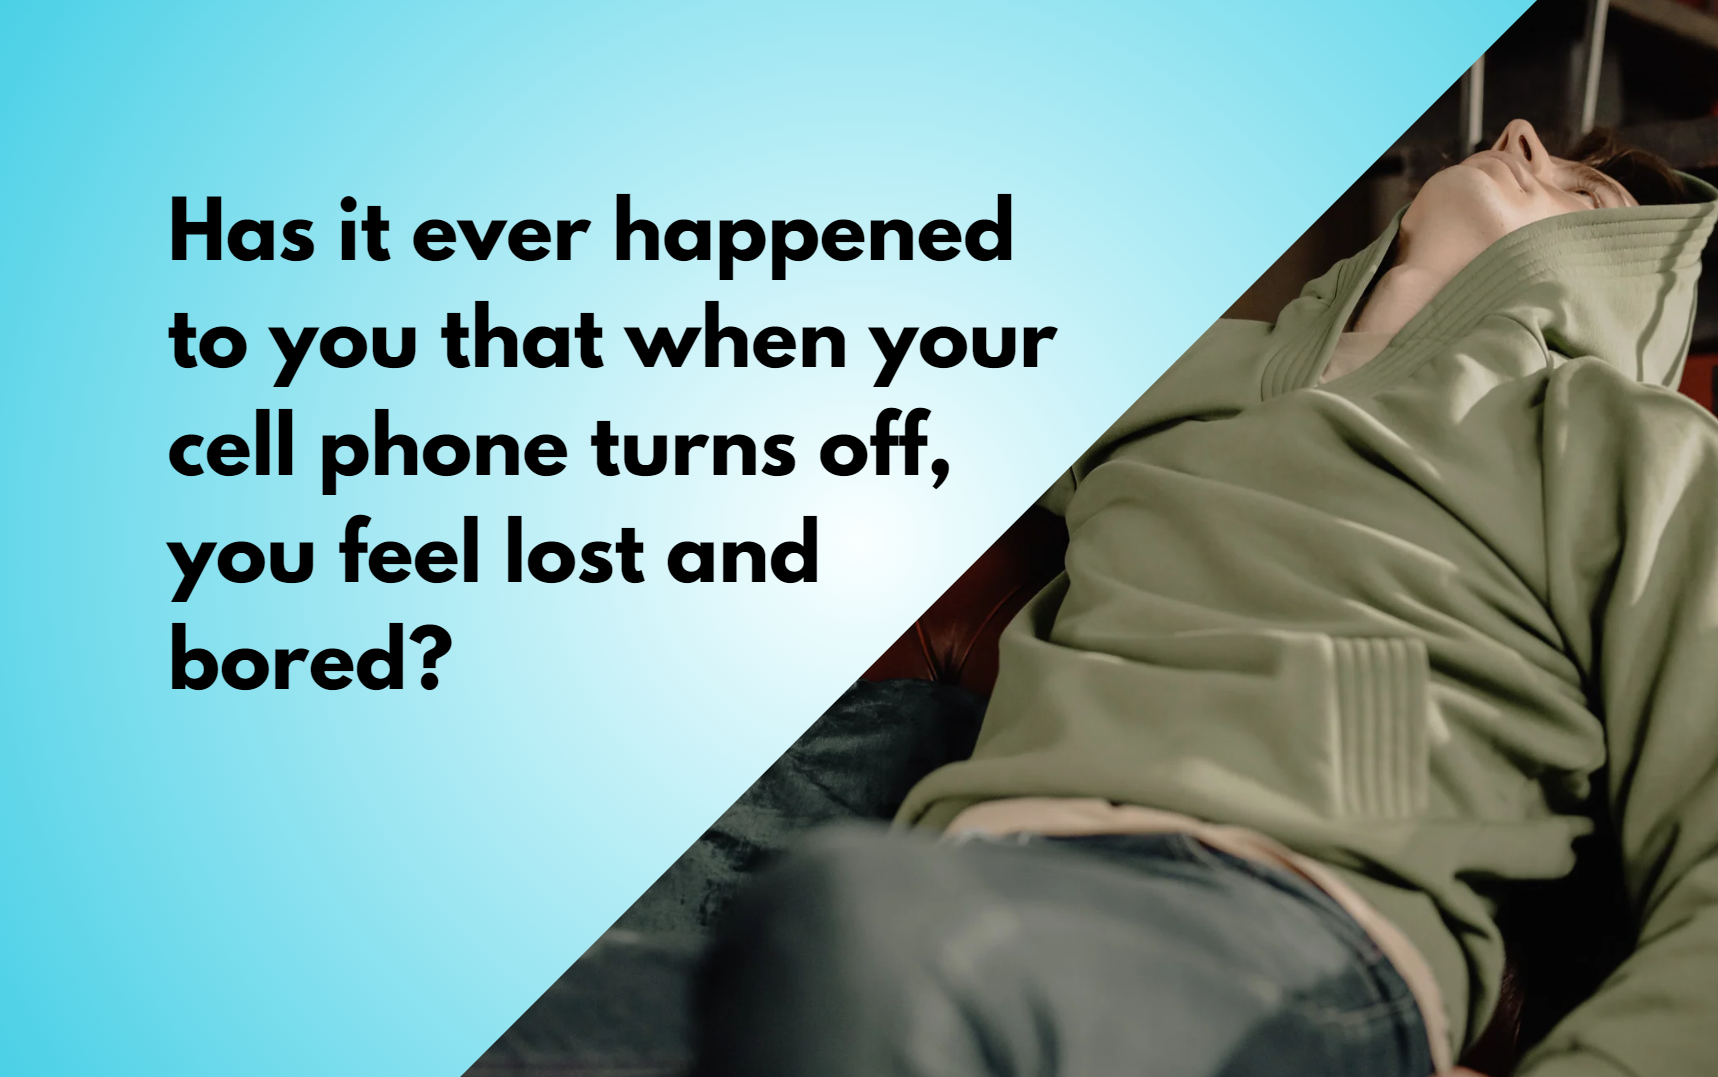 Has it ever happened
to you that when your
cell phone turns off,
you feel lost and
bored?